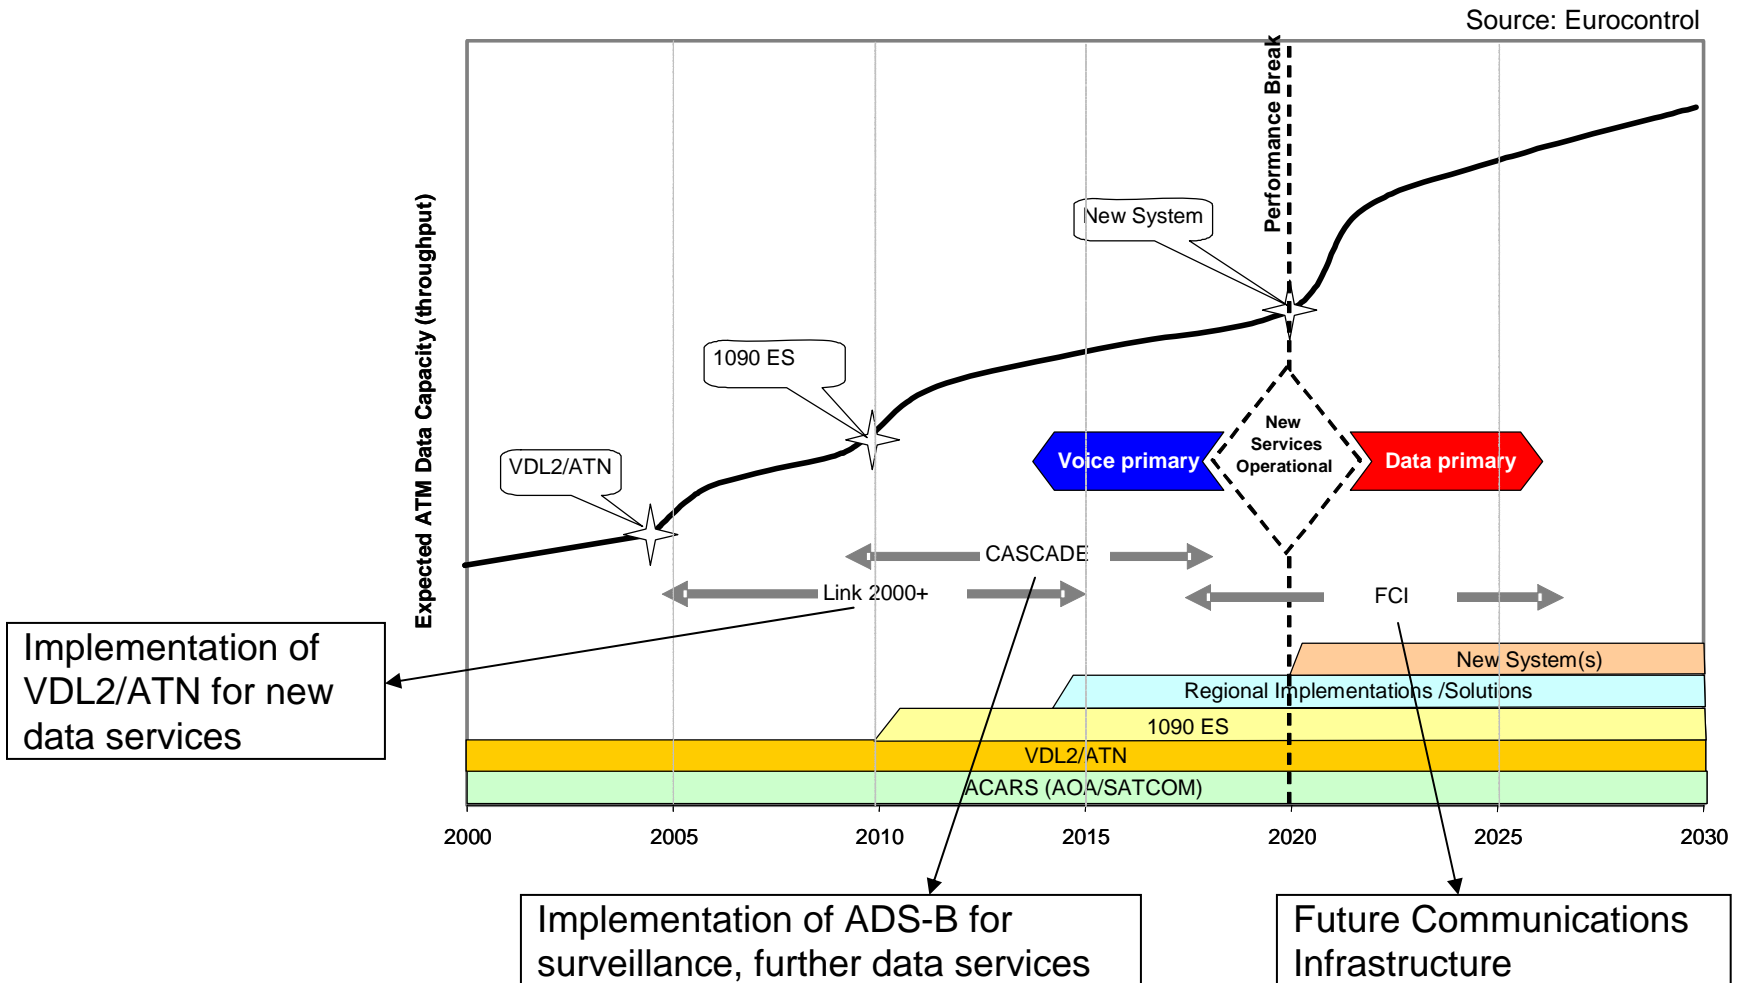 Source: Eurocontrol
Performance Break
Expected ATM Data Capacity (throughput)
New System
1090 ES
VDL2/ATN
Voice primary
New
Services
Operational
Data primary
CASCADE
Link 2000+
FCI
Implementation of
VDL2/ATN for new
data services
New System(s)
Regional Implementations /Solutions
1090 ES
VDL2/ATN
ACARS (AOA/SATCOM)
2000 2005 2010 2015 2020 2025 2030
Implementation of ADS-B for
surveillance, further data services
Future Communications
Infrastructure